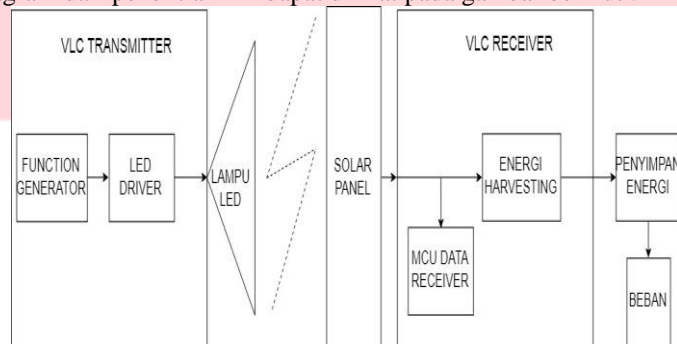 VLC TRANSMITTER
FUNCTION
GENERATOR
LED
DRIVER
LAMPU
LED
SOLAR
PANEL
VLC RECEIVER
ENERGI
HARVESTING
MCU DATA
RECEIVER
PENYIMPAN
ENERGI
BEBAN